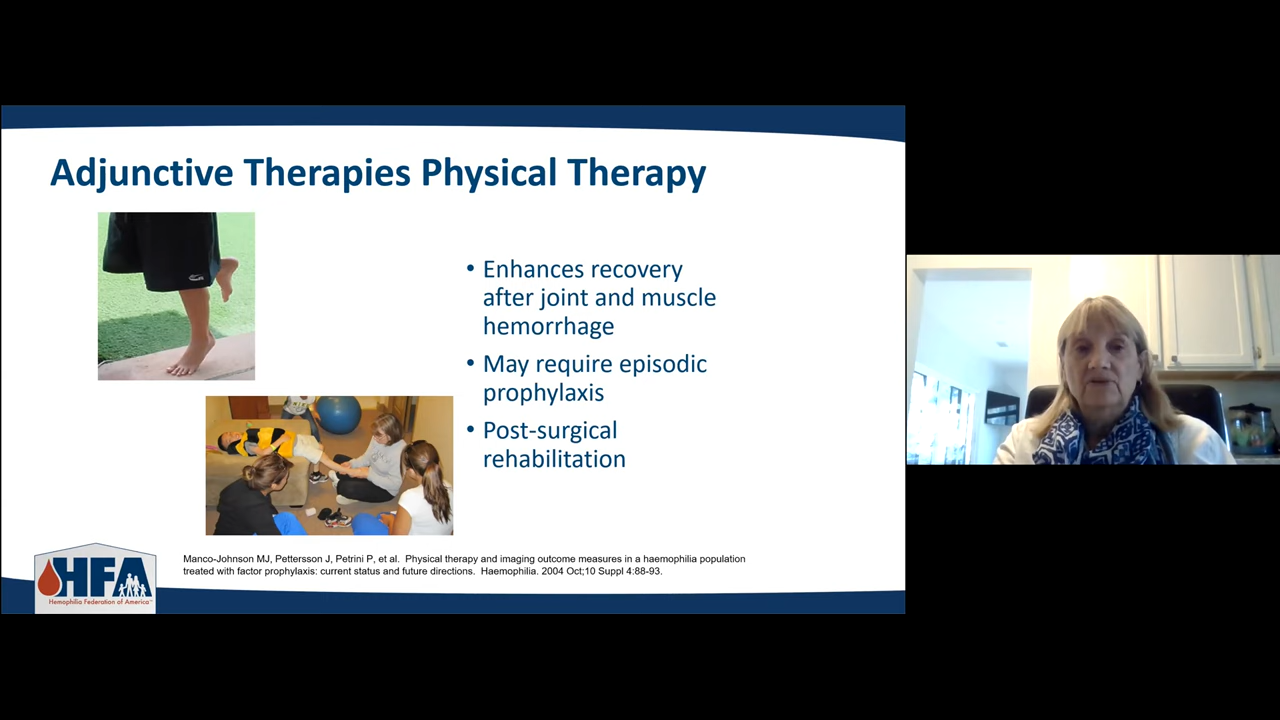 Adjunctive Therapies Physical Therapy
• Enhances recovery
after joint and muscle
hemorrhage
• May require episodic
prophylaxis
• Post-surgical
rehabilitation
Manco-Johnson MJ, Pettersson J, Petrini P, et al.  Physical therapy and imaging outcome measures in a haemophilia population
treated with factor prophylaxis: current status and future directions.  Haemophilia. 2004 Oct;10 Suppl 4:88-93.
HFA
Hemophilia Federation of America